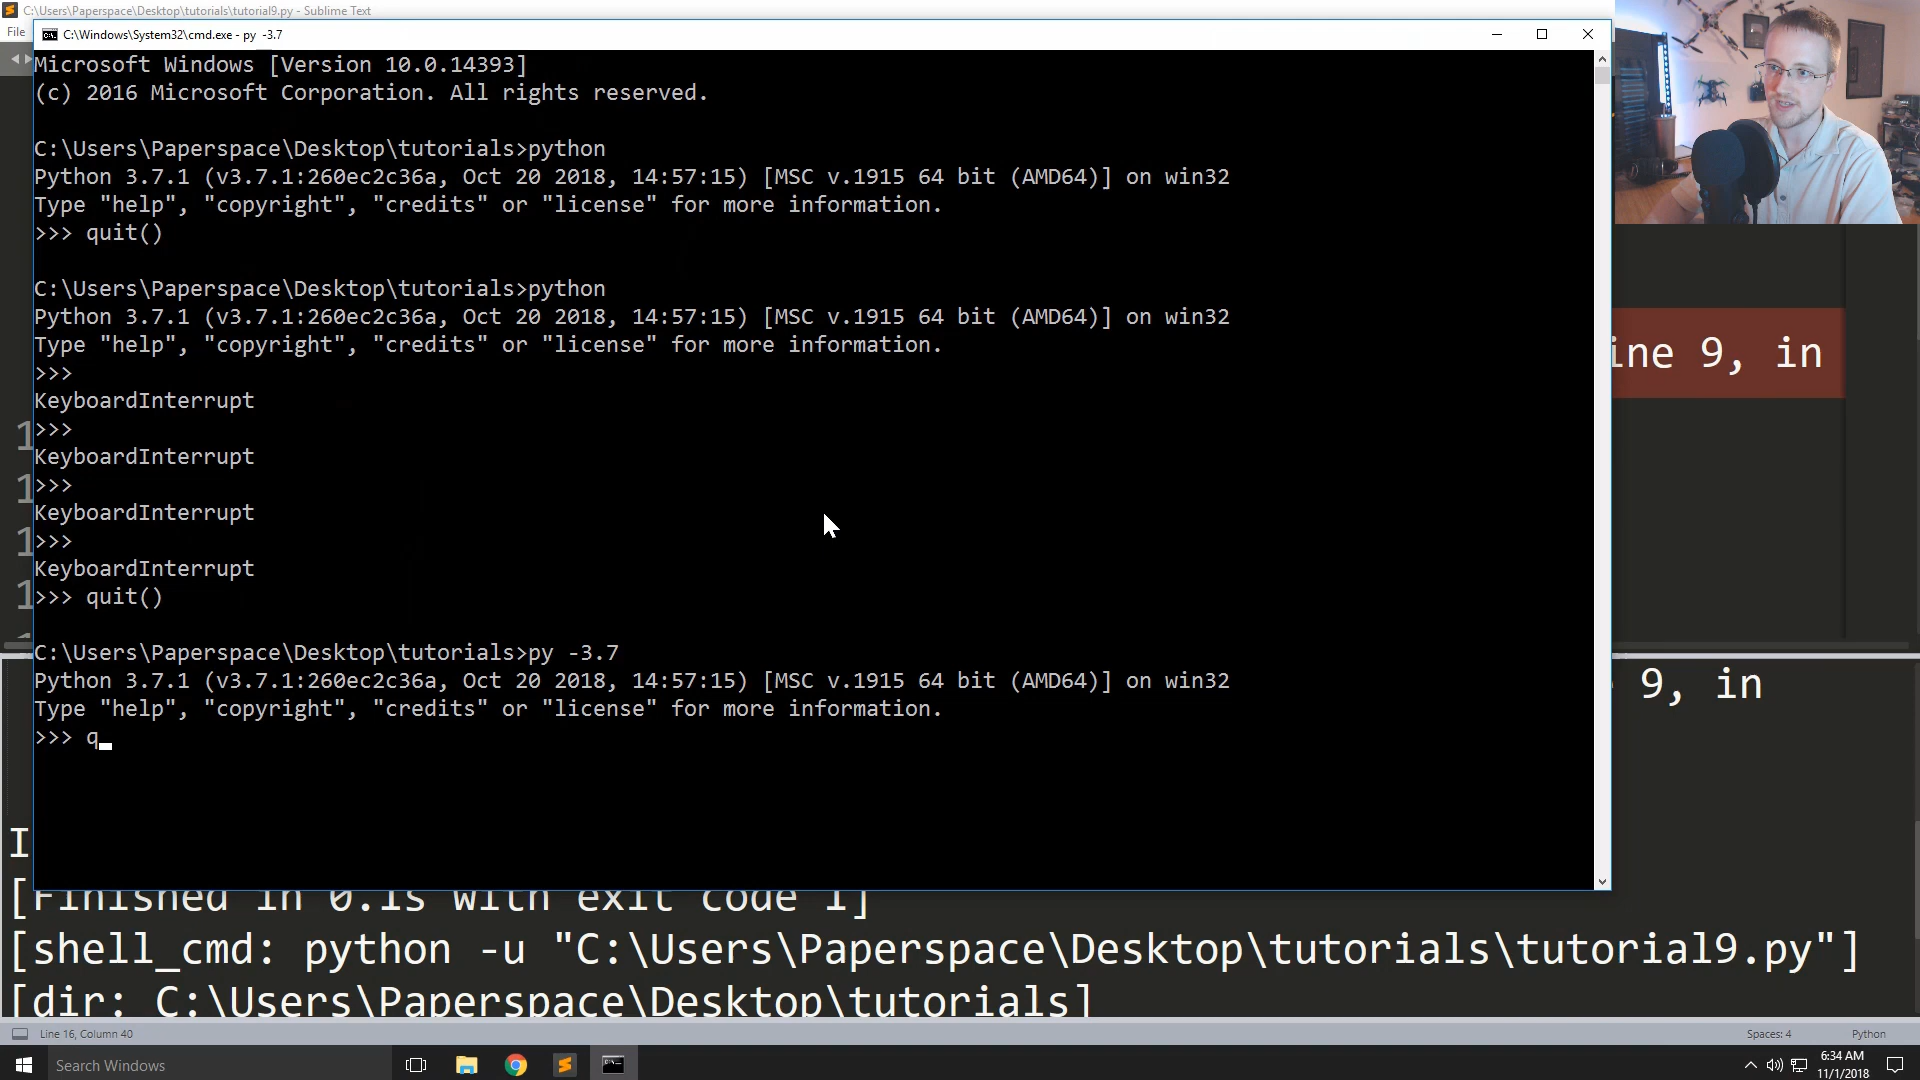 C:\Users\Paperspace\Desktop\tutorials\tutorial9.py - Sublime Text
File
C:\Windows\System32\cmd.exe - py -3.7
Microsoft Windows [Version 10.0.14393]
(c) 2016 Microsoft Corporation. All rights reserved.
C:\Users\Paperspace\Desktop\tutorials>python
Python 3.7.1 (v3.7.1:260ec2c36a, Oct 20 2018, 14:57:15) [MSC v.1915 64 bit (AMD64)] on win32
Type "help", "copyright", "credits" or "license" for more information.
>>> quit()
C:\Users\Paperspace\Desktop\tutorials>python
Python 3.7.1 (v3.7.1:260ec2c36a, Oct 20 2018, 14:57:15) [MSC v.1915 64 bit (AMD64)] on win32
Type "help", "copyright", "credits" or "license" for more information.
>>>
KeyboardInterrupt
>>>
KeyboardInterrupt
>>>
KeyboardInterrupt
>>>
KeyboardInterrupt
>>> quit()
C:\Users\Paperspace\Desktop\tutorials>py -3.7
Python 3.7.1 (v3.7.1:260ec2c36a, Oct 20 2018, 14:57:15) [MSC v.1915 64 bit (AMD64)] on win32
Type "help", "copyright", "credits" or "license" for more information.
>>> q
ine 9, in
9, in
[Finished in 0.1s with exit code 1]
[shell_cmd: python -u "C:\Users\Paperspace\Desktop\tutorials\tutorial9.py"]
[dir: C:\Users\Paperspace\Desktop\tutorials]
Line 16, Column 40
Spaces: 4
Python
Search Windows
6:34 AM
11/1/2018